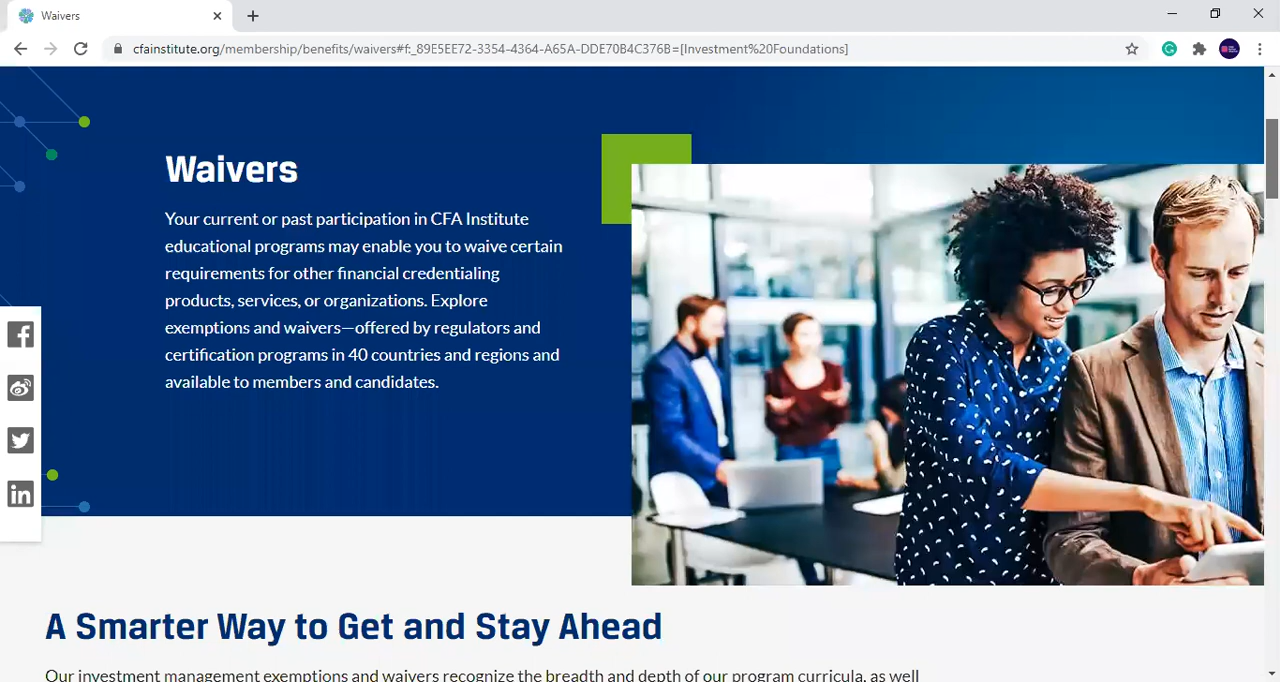 Waivers
cfainstitute.org/membership/benefits/waivers#f:_89E5EE72-3354-4364-A65A-DDE70B4C376B=[Investment%20Foundations]
Waivers
Your current or past participation in CFA Institute
educational programs may enable you to waive certain
requirements for other financial credentialing
products, services, or organizations. Explore
exemptions and waivers—offered by regulators and
certification programs in 40 countries and regions and
available to members and candidates.
A Smarter Way to Get and Stay Ahead
Our investment management exemptions and waivers recognize the breadth and depth of our program curricula, as well